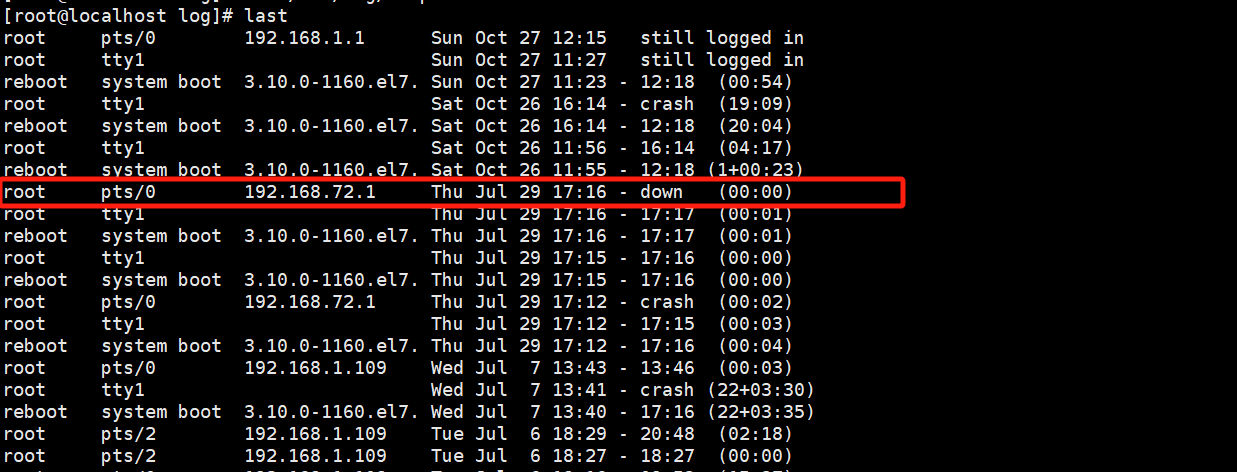 [root@localhost log]# last
root     pts/0        192.168.1.1      Sun Oct 27 12:15   still logged in
root     tty1                          Sun Oct 27 11:27   still logged in
reboot   system boot  3.10.0-1160.el7. Sun Oct 27 11:23 - 12:18  (00:54)
root     tty1                          Sat Oct 26 16:14 - crash  (19:09)
reboot   system boot  3.10.0-1160.el7. Sat Oct 26 16:14 - 12:18  (20:04)
root     tty1                          Sat Oct 26 11:56 - 16:14  (04:17)
reboot   system boot  3.10.0-1160.el7. Sat Oct 26 11:55 - 12:18 (1+00:23)
root     pts/0        192.168.72.1     Thu Jul 29 17:16 - down   (00:00)
root     tty1                          Thu Jul 29 17:16 - 17:17  (00:01)
reboot   system boot  3.10.0-1160.el7. Thu Jul 29 17:16 - 17:17  (00:01)
root     tty1                          Thu Jul 29 17:15 - 17:16  (00:00)
reboot   system boot  3.10.0-1160.el7. Thu Jul 29 17:15 - 17:16  (00:00)
root     pts/0        192.168.72.1     Thu Jul 29 17:12 - crash  (00:02)
root     tty1                          Thu Jul 29 17:12 - 17:15  (00:03)
reboot   system boot  3.10.0-1160.el7. Thu Jul 29 17:12 - 17:16  (00:04)
root     pts/0        192.168.1.109    Wed Jul  7 13:43 - 13:46  (00:03)
root     tty1                          Wed Jul  7 13:41 - crash (22+03:30)
reboot   system boot  3.10.0-1160.el7. Wed Jul  7 13:40 - 17:16 (22+03:35)
root     pts/2        192.168.1.109    Tue Jul  6 18:29 - 20:48  (02:18)
root     pts/2        192.168.1.109    Tue Jul  6 18:27 - 18:27  (00:00)